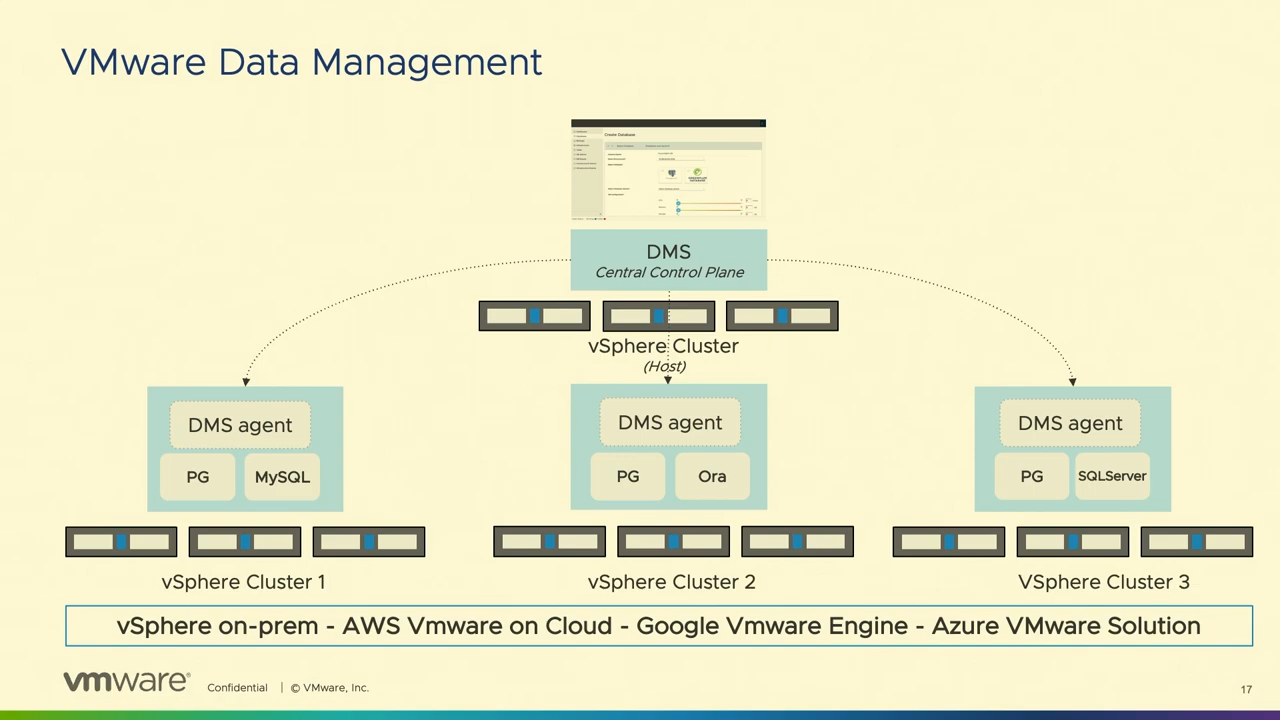 VMware Data Management
Create Database
DMS
Central Control Plane
vSphere Cluster
(Host)
DMS agent
PG
MySQL
DMS agent
PG
Ora
DMS agent
PG
SQLServer
vSphere Cluster 1
vSphere Cluster 2
VSphere Cluster 3
vSphere on-prem - AWS Vmware on Cloud - Google Vmware Engine - Azure VMware Solution
vmware® Confidential | © VMware, Inc.
17